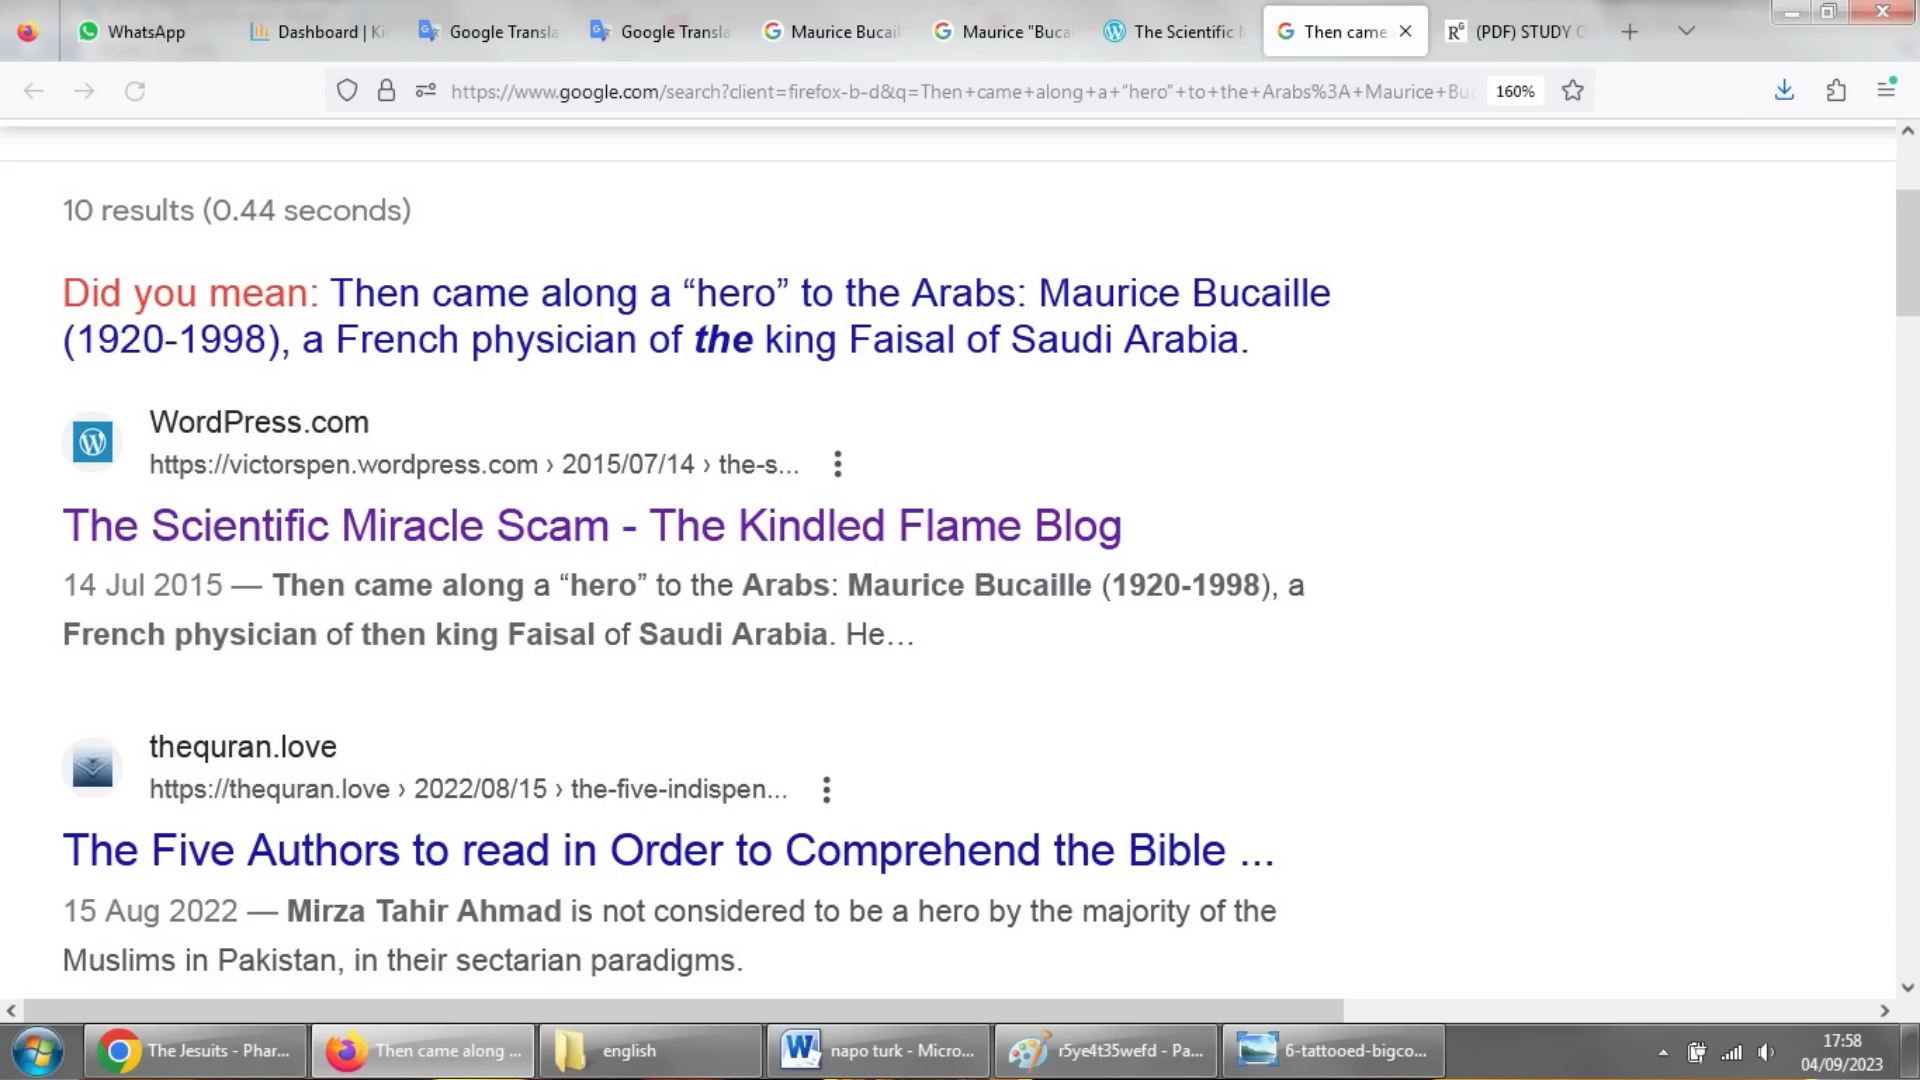 WhatsApp
Dashboard | Ki
Google Transla
Google Transla
Maurice Bucail
Maurice "Buca
The Scientific
Then came
(PDF) STUDY O
https://www.google.com/search?client=firefox-b-d&q=Then+came+along+a+"hero"+to+the+Arabs%3A+Maurice+Buc
160%
10 results (0.44 seconds)
Did you mean: Then came along a “hero” to the Arabs: Maurice Bucaille
(1920-1998), a French physician of the king Faisal of Saudi Arabia.
WordPress.com
https://victorspen.wordpress.com › 2015/07/14 › the-s...
The Scientific Miracle Scam - The Kindled Flame Blog
14 Jul 2015 — Then came along a “hero” to the Arabs: Maurice Bucaille (1920-1998), a
French physician of then king Faisal of Saudi Arabia. He…
thequran.love
https://thequran.love › 2022/08/15 › the-five-indispen...
The Five Authors to read in Order to Comprehend the Bible ...
15 Aug 2022 — Mirza Tahir Ahmad is not considered to be a hero by the majority of the
Muslims in Pakistan, in their sectarian paradigms.
The Jesuits - Phar...
Then came along ...
english
napo turk - Micro...
r5ye4t35wefd - Pa...
6-tattooed-bigco...
17:58
04/09/2023